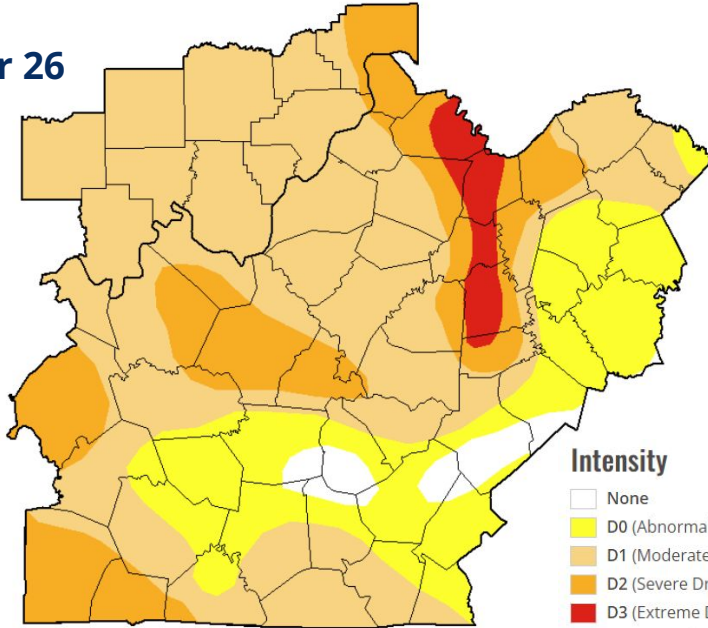 r 26
Intensity
None
D0 (Abnorma
D1 (Moderate
D2 (Severe Dr
D3 (Extreme D